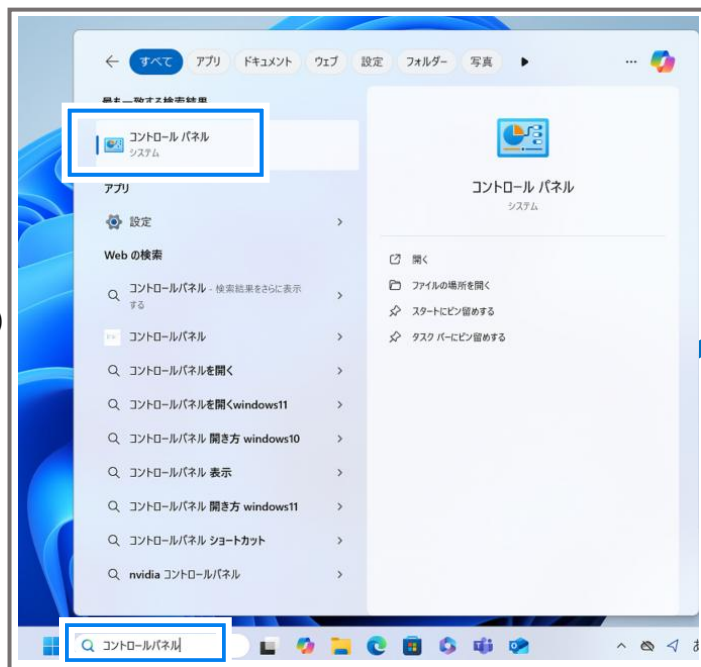 すべて アプリ ドキュメント ウェブ 設定 フォルダー 写真 ▶ ...
最も一致する検索結果
コントロール パネル
システム
アプリ
設定
Web の検索
コントロールパネル - 検索結果をさらに表示
する
コントロールパネル
コントロールパネルを開く
コントロールパネルを開くwindows11
コントロールパネル 開き方 windows10
コントロールパネル 表示
コントロールパネル 開き方 windows11
コントロールパネル ショートカット
nvidia コントロールパネル
コントロール パネル
システム
開く
ファイルの場所を開く
スタートにピン留めする
タスク バーにピン留めする
コントロールパネル
あ